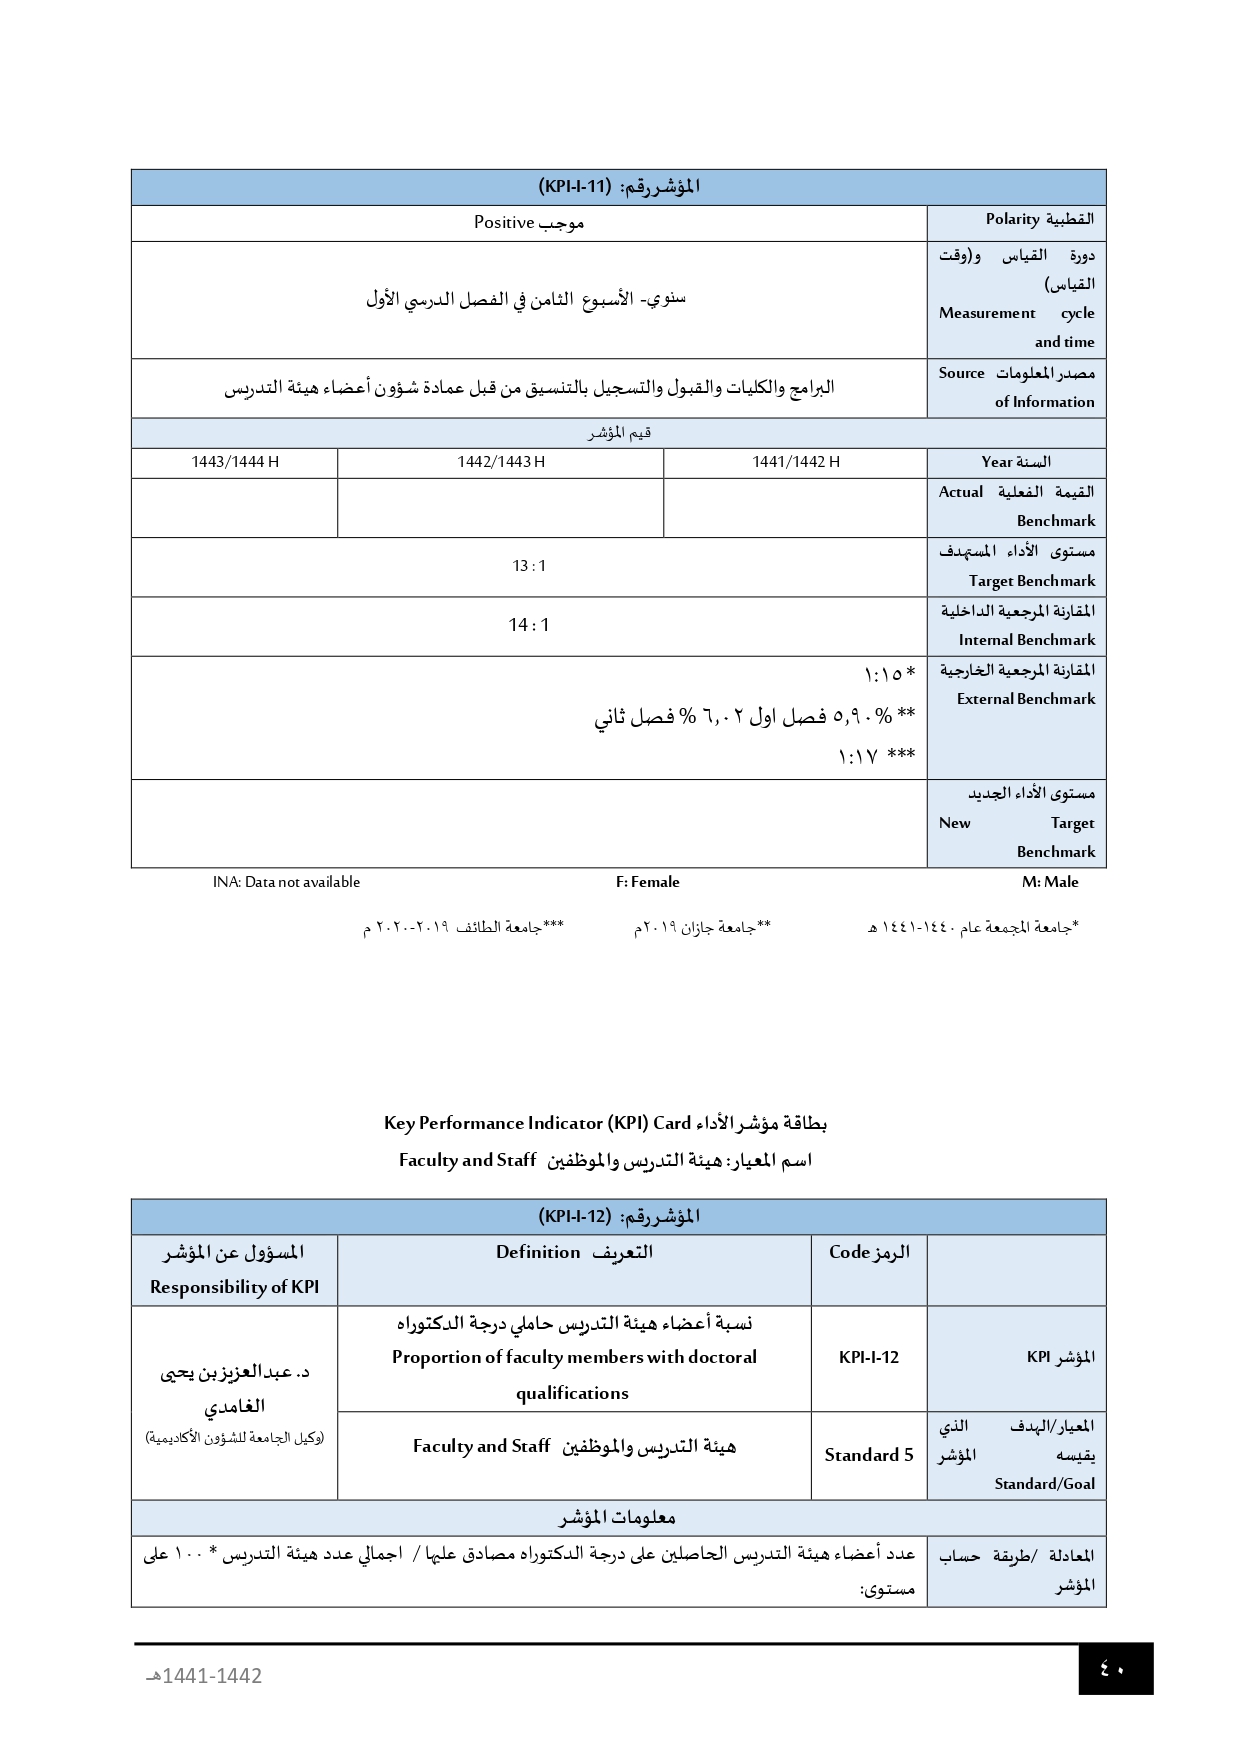 المؤشر رقم: (KPI-I-11)
القطبية Polarity
موجب Positive
دورة القياس و(وقت
القياس)
Measurement cycle
and time
سنوي- الأسبوع الثامن في الفصل الدرسي الأول
مصدر المعلومات Source
of Information
البرامج والكليات والقبول والتسجيل بالتنسيق من قبل عمادة شؤون أعضاء هيئة التدريس
قيم المؤشر
السنة Year
1441/1442 H
1442/1443 H
1443/1444 H
القيمة الفعلية Actual
Benchmark
مستوى الأداء المستهدف
Target Benchmark
13 : 1
المقارنة المرجعية الداخلية
Internal Benchmark
14 : 1
المقارنة المرجعية الخارجية
External Benchmark
* ١:١٥
** %٥,٩٠ فصل اول ٦,٠٢ % فصل ثاني
*** ١:١٧
مستوى الأداء الجديد
New Target
Benchmark
M: Male
F: Female
INA: Data not available
*جامعة المجمعة عام ١٤٤٠-١٤٤١ هـ
**جامعة جازان ٢٠١٩م
***جامعة الطائف ٢٠١٩-٢٠٢٠ م
بطاقة مؤشر الأداء Key Performance Indicator (KPI) Card
اسم المعيار: هيئة التدريس والموظفين Faculty and Staff
المؤشر رقم: (KPI-I-12)
الرمز Code
التعريف Definition
المسؤول عن المؤشر
Responsibility of KPI
المؤشر KPI
KPI-I-12
نسبة أعضاء هيئة التدريس حاملي درجة الدكتوراه
Proportion of faculty members with doctoral
qualifications
د. عبدالعزيز بن يحيى
الغامدي
(وكيل الجامعة للشؤون الأكاديمية)
المعيار/الهدف الذي
يقيسه المؤشر
Standard/Goal
Standard 5
هيئة التدريس والموظفين Faculty and Staff
معلومات المؤشر
المعادلة /طريقة حساب
المؤشر
عدد أعضاء هيئة التدريس الحاصلين على درجة الدكتوراه مصادق عليها / اجمالي عدد هيئة التدريس * ١٠٠ على
مستوى:
1441-1442هـ
٤٠